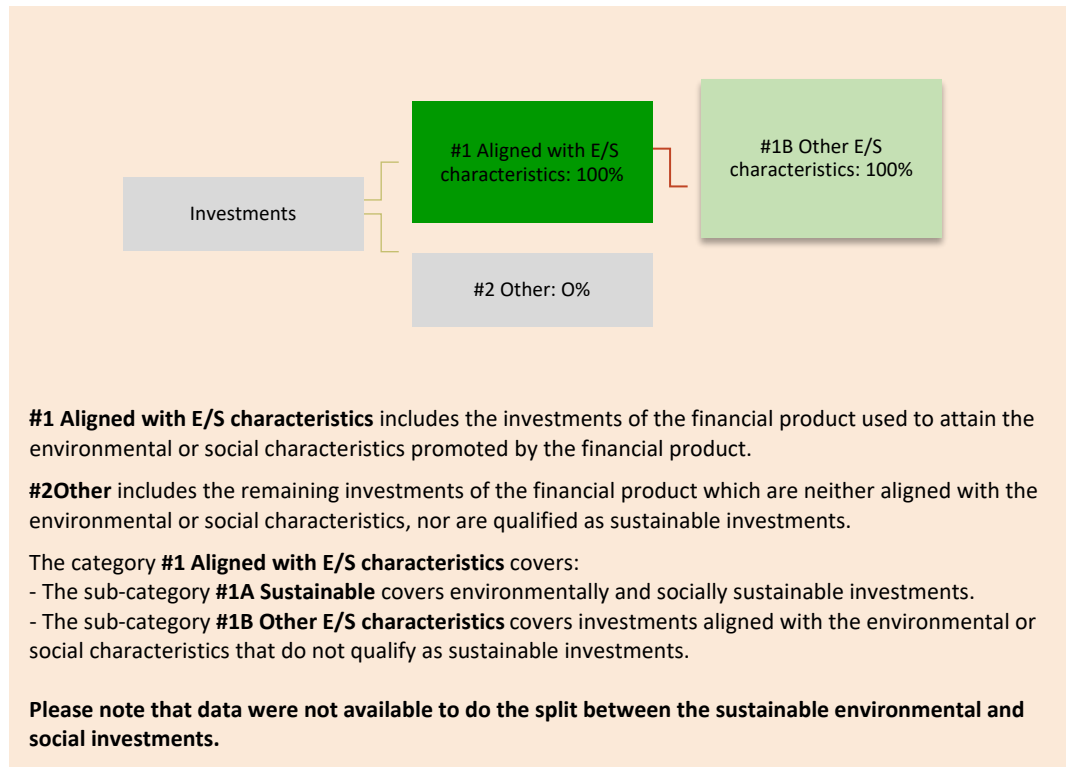 #1 Aligned with E/S
characteristics: 100%
#1B Other E/S
characteristics: 100%
Investments
#2 Other: O%
#1 Aligned with E/S characteristics includes the investments of the financial product used to attain the
environmental or social characteristics promoted by the financial product.
#2Other includes the remaining investments of the financial product which are neither aligned with the
environmental or social characteristics, nor are qualified as sustainable investments.
The category #1 Aligned with E/S characteristics covers:
- The sub-category #1A Sustainable covers environmentally and socially sustainable investments.
- The sub-category #1B Other E/S characteristics covers investments aligned with the environmental or
social characteristics that do not qualify as sustainable investments.
Please note that data were not available to do the split between the sustainable environmental and
social investments.